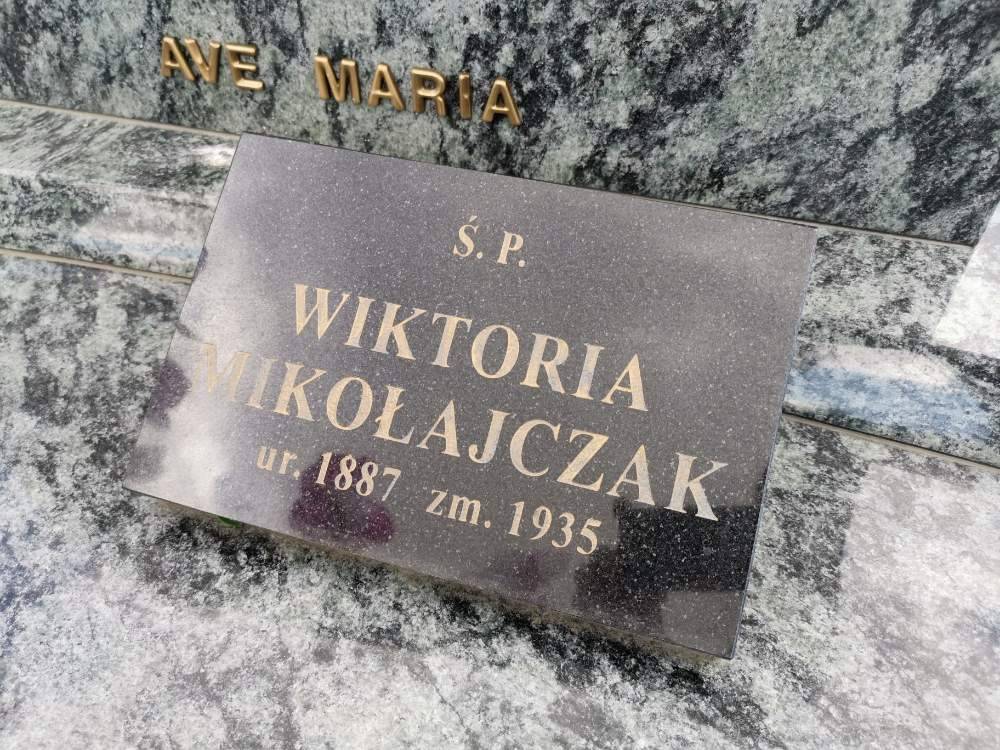 AVE MARIA
Ś. P.
WIKTORIA
MIKOŁAJCZAK
ur. 1887 zm. 1935